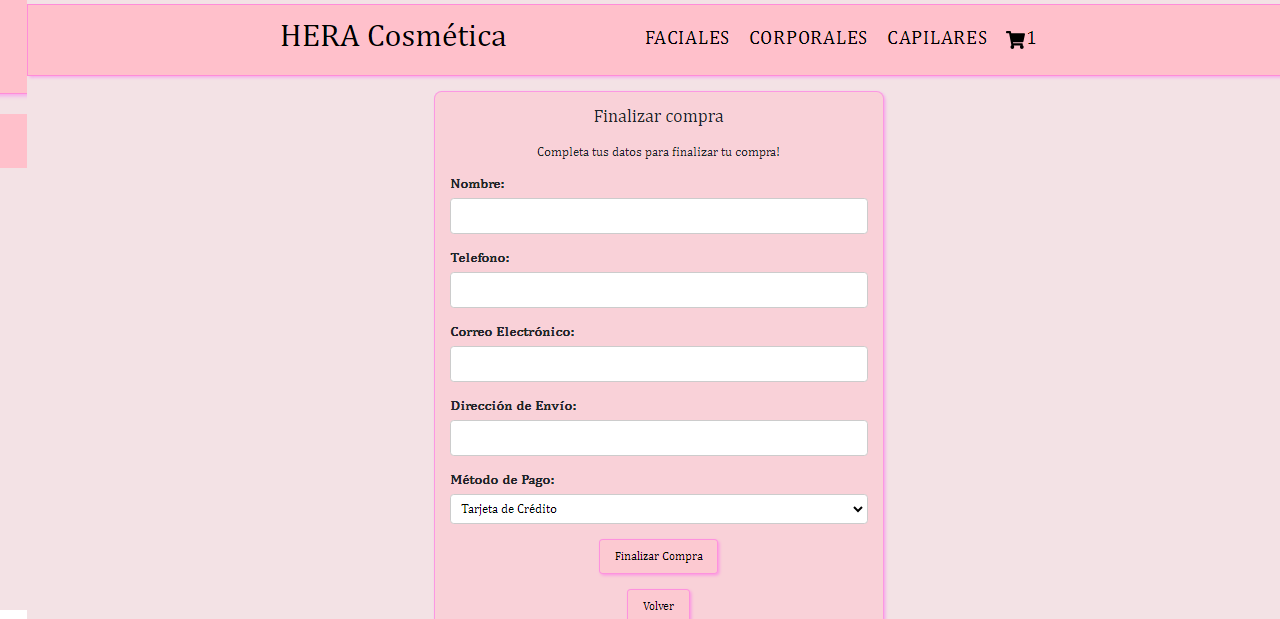 HERA Cosmética
FACIALES CORPORALES CAPILARES 1
Finalizar compra
Completa tus datos para finalizar tu compra!
Nombre:
Telefono:
Correo Electrónico:
Dirección de Envío:
Método de Pago:
Tarjeta de Crédito
Finalizar Compra
Volver